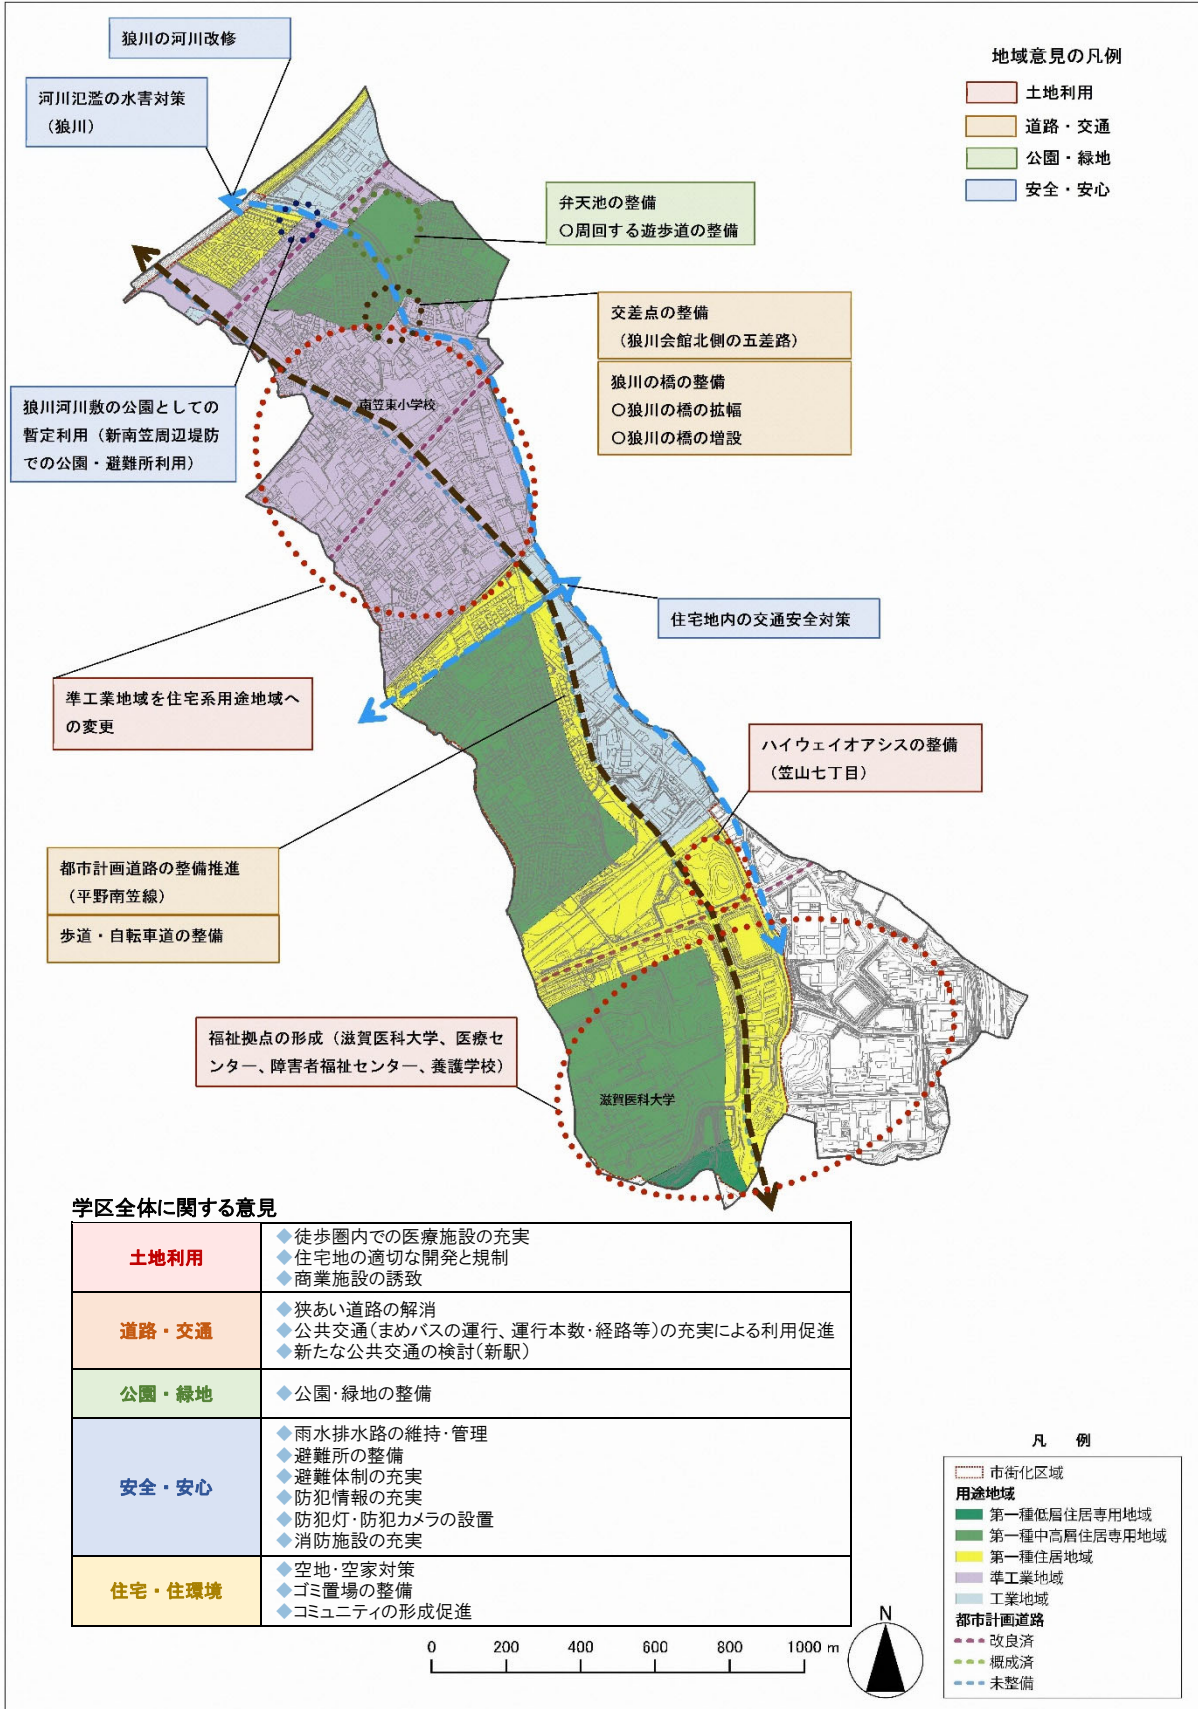 狼川の河川改修
河川氾濫の水害対策
（狼川）
地域意見の凡例
土地利用
道路・交通
公園・緑地
安全・安心
弁天池の整備
○周回する遊歩道の整備
交差点の整備
（狼川会館北側の五差路）
狼川の橋の整備
○狼川の橋の拡幅
○狼川の橋の増設
狼川河川敷の公園としての
暫定利用（新南笠周辺堤防
での公園・避難所利用）
南笠東小学校
住宅地内の交通安全対策
準工業地域を住宅系用途地域へ
の変更
ハイウェイオアシスの整備
（笠山七丁目）
都市計画道路の整備推進
（平野南笠線）
歩道・自転車道の整備
福祉拠点の形成（滋賀医科大学、医療セ
ンター、障害者福祉センター、養護学校）
滋賀医科大学
学区全体に関する意見
土地利用
◆徒歩圏内での医療施設の充実
◆住宅地の適切な開発と規制
◆商業施設の誘致
道路・交通
◆狭あい道路の解消
◆公共交通（まめバスの運行、運行本数・経路等）の充実による利用促進
◆新たな公共交通の検討（新駅）
公園・緑地
◆公園・緑地の整備
安全・安心
◆雨水排水路の維持・管理
◆避難所の整備
◆避難体制の充実
◆防犯情報の充実
◆防犯灯・防犯カメラの設置
◆消防施設の充実
住宅・住環境
◆空地・空家対策
◆ゴミ置場の整備
◆コミュニティの形成促進
0 200 400 600 800 1000 m
N
凡 例
市街化区域
用途地域
第一種低層住居専用地域
第一種中高層住居専用地域
第一種住居地域
準工業地域
工業地域
都市計画道路
改良済
概成済
未整備